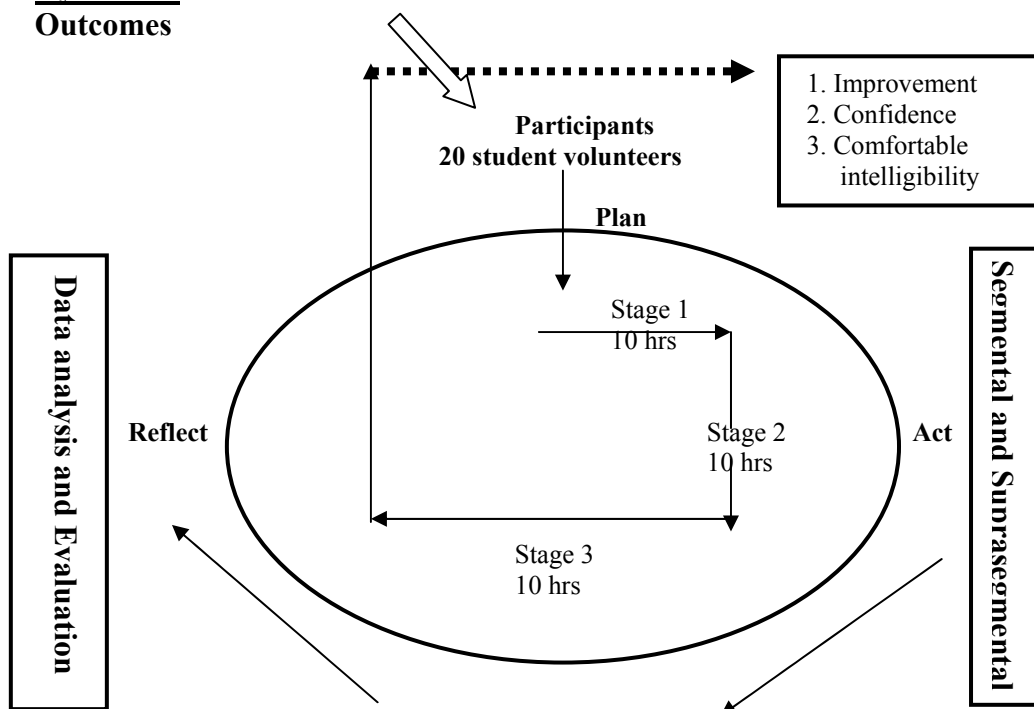 Outcomes
1. Improvement
2. Confidence
3. Comfortable
intelligibility
Participants
20 student volunteers
Plan
Stage 1
10 hrs
Data analysis and Evaluation
Reflect
Stage 2
10 hrs
Act
Segmental and Suprasegmental
Stage 3
10 hrs